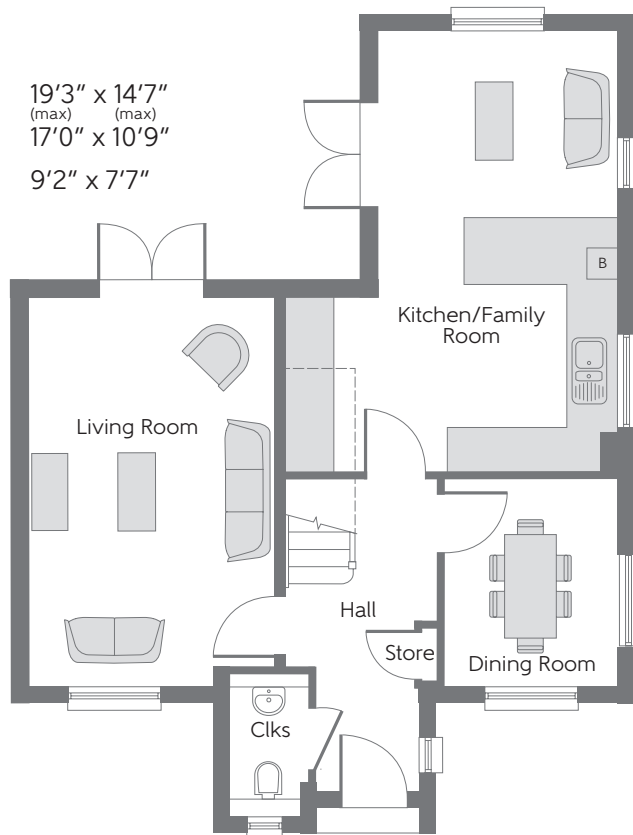 19’3” x 14’7”
(max) (max)
17’0” x 10’9”
9’2” x 7’7”
B
Kitchen/Family
Room
Living Room
Hall
Store
Dining Room
Clks